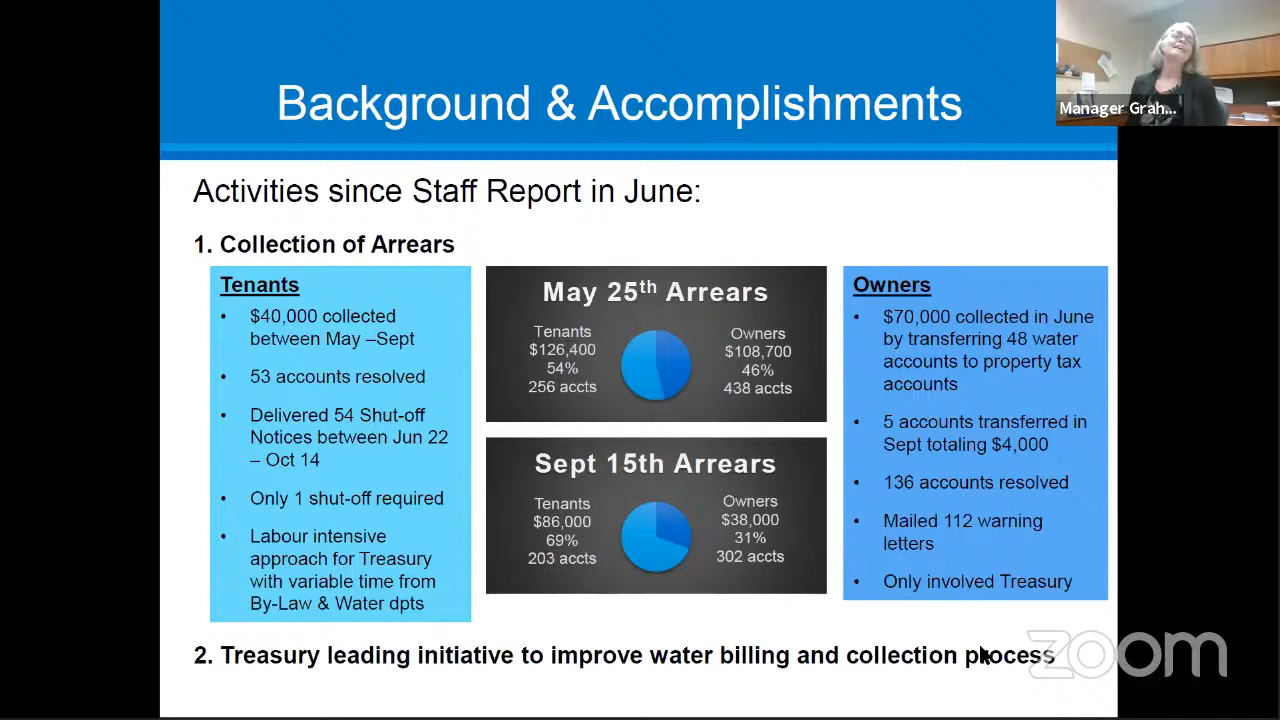 Background & Accomplishments
Manager Grah...
Activities since Staff Report in June:
1. Collection of Arrears
Tenants
• $40,000 collected
between May –Sept
• 53 accounts resolved
• Delivered 54 Shut-off
Notices between Jun 22
– Oct 14
• Only 1 shut-off required
• Labour intensive
approach for Treasury
with variable time from
By-Law & Water dpts
May 25th Arrears
Tenants
$126,400
54%
256 accts
Owners
$108,700
46%
438 accts
Sept 15th Arrears
Tenants
$86,000
69%
203 accts
Owners
$38,000
31%
302 accts
Owners
• $70,000 collected in June
by transferring 48 water
accounts to property tax
accounts
• 5 accounts transferred in
Sept totaling $4,000
• 136 accounts resolved
• Mailed 112 warning
letters
• Only involved Treasury
2. Treasury leading initiative to improve water billing and collection process
zoom